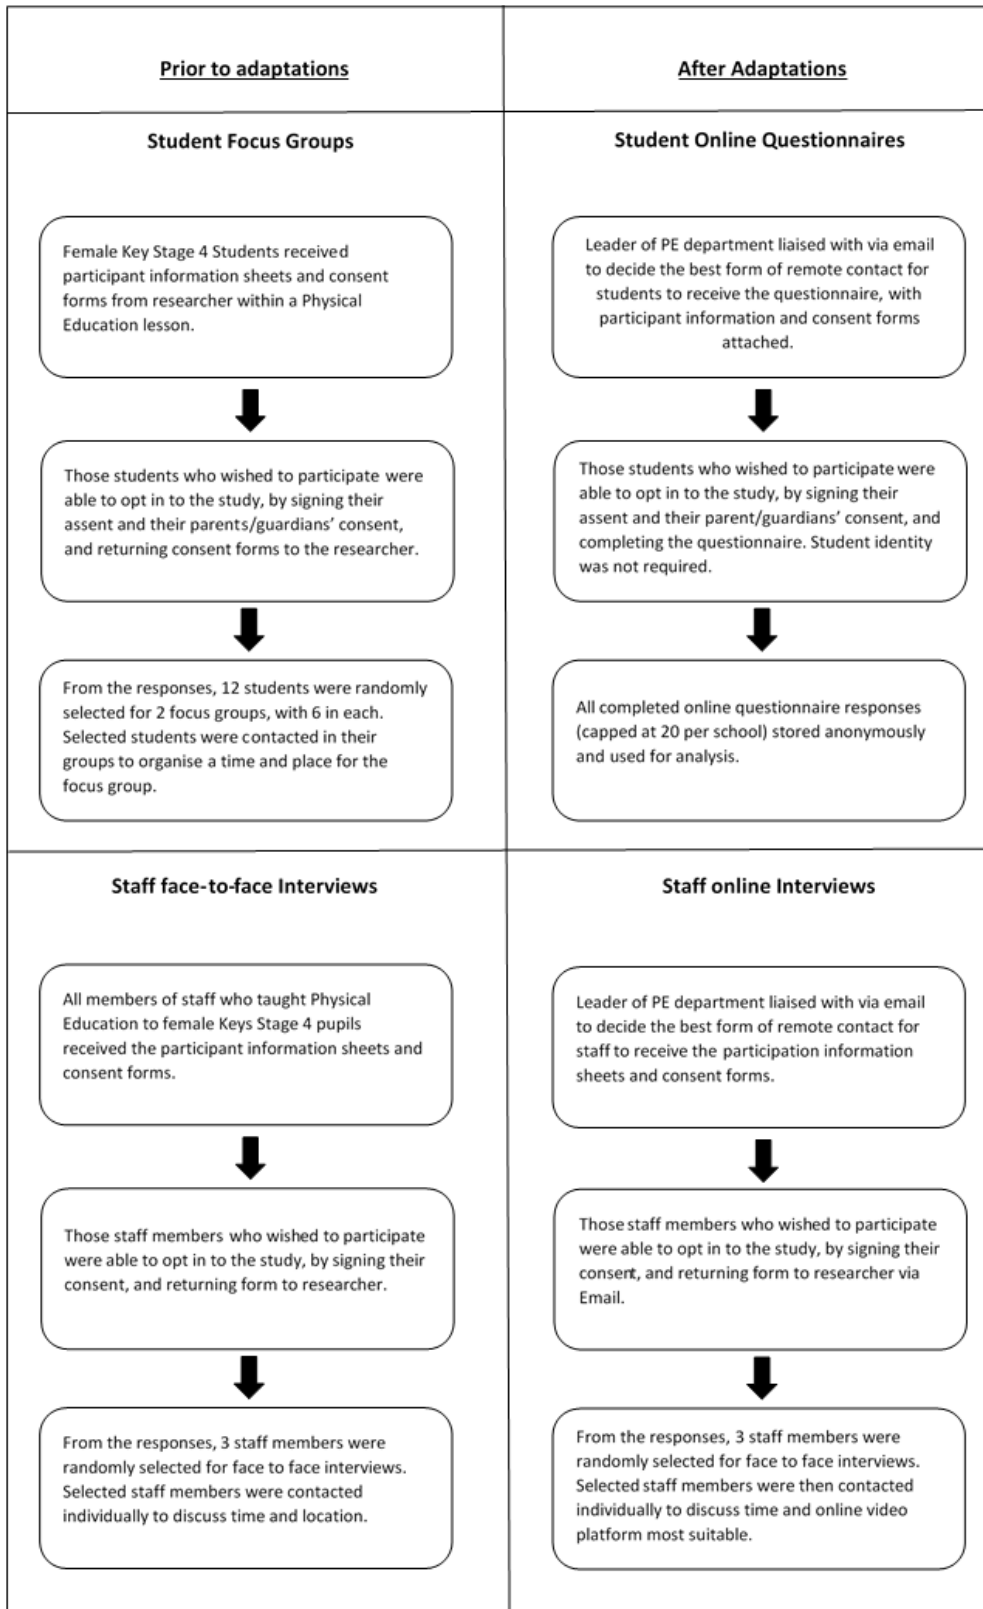 Prior to adaptations
After Adaptations
Student Focus Groups
Female Key Stage 4 Students received
participant information sheets and consent
forms from researcher within a Physical
Education lesson.
Those students who wished to participate were
able to opt in to the study, by signing their
assent and their parents/guardians’ consent,
and returning consent forms to the researcher.
From the responses, 12 students were randomly
selected for 2 focus groups, with 6 in each.
Selected students were contacted in their
groups to organise a time and place for the
focus group.
Student Online Questionnaires
Leader of PE department liaised with via email
to decide the best form of remote contact for
students to receive the questionnaire, with
participant information and consent forms
attached.
Those students who wished to participate were
able to opt in to the study, by signing their
assent and their parent/guardians’ consent, and
completing the questionnaire. Student identity
was not required.
All completed online questionnaire responses
(capped at 20 per school) stored anonymously
and used for analysis.
Staff face-to-face Interviews
All members of staff who taught Physical
Education to female Keys Stage 4 pupils
received the participant information sheets and
consent forms.
Those staff members who wished to participate
were able to opt in to the study, by signing their
consent, and returning form to researcher.
From the responses, 3 staff members were
randomly selected for face to face interviews.
Selected staff members were contacted
individually to discuss time and location.
Staff online Interviews
Leader of PE department liaised with via email
to decide the best form of remote contact for
staff to receive the participation information
sheets and consent forms.
Those staff members who wished to participate
were able to opt in to the study, by signing their
consent, and returning form to researcher via
Email.
From the responses, 3 staff members were
randomly selected for face to face interviews.
Selected staff members were then contacted
individually to discuss time and online video
platform most suitable.